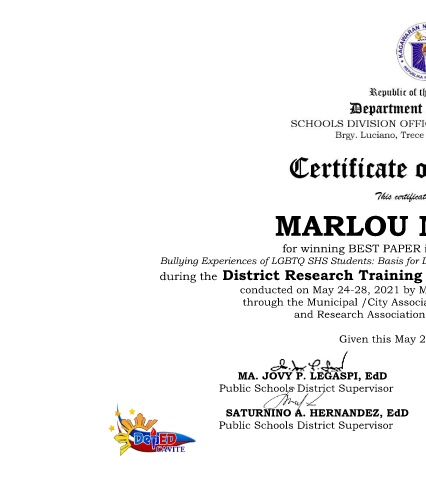 KAGAWARAN N
Republic of th
Department
SCHOOLS DIVISION OFFI
Brgy. Luciano, Trece
Certificate o
This certificat
MARLOU M
for winning BEST PAPER i
Bullying Experiences of LGBTQ SHS Students: Basis for D
during the District Research Training
conducted on May 24-28, 2021 by M
through the Municipal /City Associa
and Research Association
Given this May 2
MA. JOVY P. LEGASPI, EdD
Public Schools District Supervisor
SATURNINO A. HERNANDEZ, EdD
Public Schools District Supervisor
DepED
CAVITE